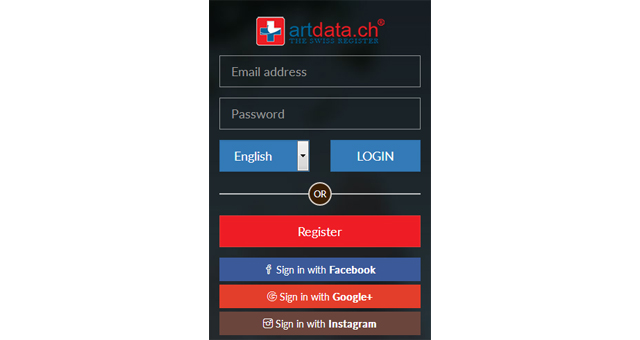 artdata.ch®
THE SWISS REGISTER
Email address
Password
English
LOGIN
OR
Register
Sign in with Facebook
Sign in with Google+
Sign in with Instagram